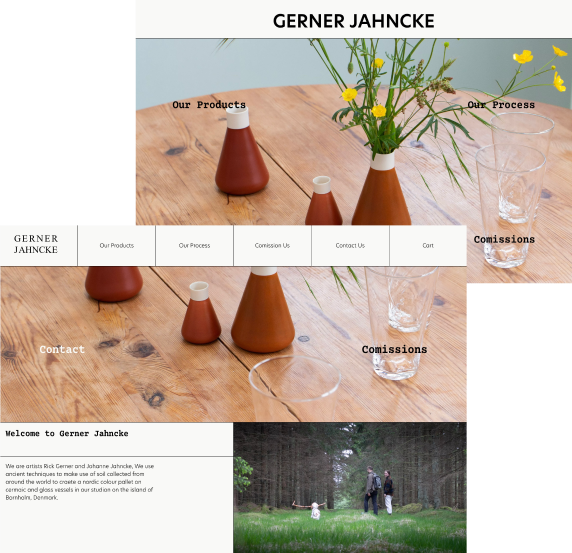 GERNER JAHNCKE
Our Products
Our Process
Comissions
GERNER
JAHNCKE
Our Products
Our Process
Comission Us
Contact Us
Cart
Contact
Comissions
Welcome to Gerner Jahncke
We are artists Rick Gerner and Johanne Jahncke, We use
ancient techniques to make use of soil collected from
around the world to create a nordic colour pallet on
cermaic and glass vessels in our studion on the island of
Bornholm, Denmark.